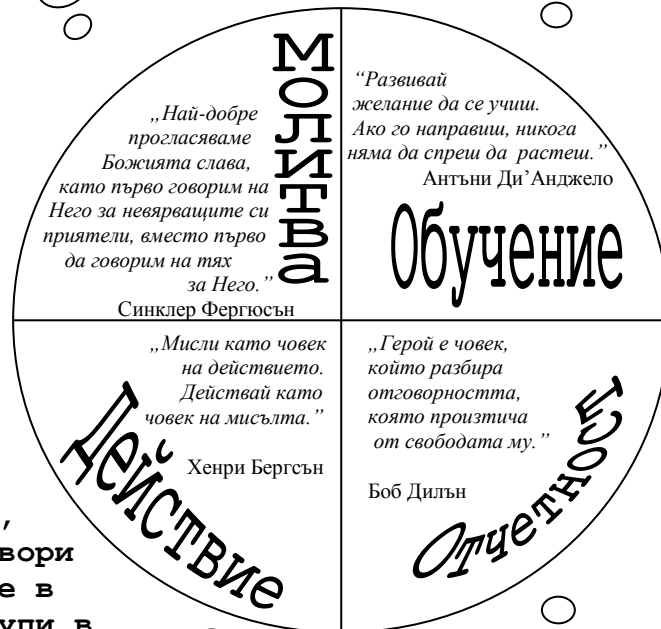 Молитва
„Най-добре
прогласяваме
Божията слава,
като първо говорим на
Него за невярващите си
приятели, вместо първо
да говорим на тях
за Него.”
Синклер Фергюсън
“Развивай
желание да се учиш.
Ако го направиш, никога
няма да спреш да растеш.”
Антъни Ди’Анджело
Обучение
„Мисли като човек
на действието.
Действай като
човек на мисълта.”
Хенри Бергсън
Действие
„Герой е човек,
който разбира
отговорността,
която произтича
от свободата му.”
Боб Дилън
Отчетност
,
вори
е в